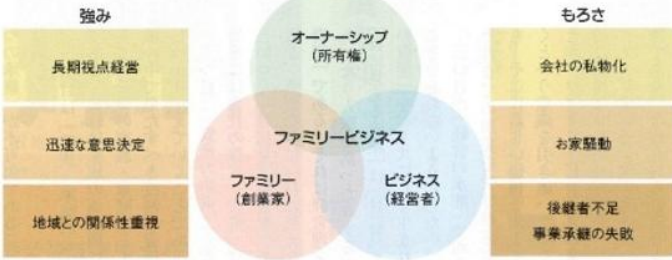 強み
長期視点経営
迅速な意思決定
地域との関係性重視
オーナーシップ
(所有権)
ファミリービジネス
ファミリー
(創業家)
ビジネス
(経営者)
もろさ
会社の私物化
お家騒動
後継者不足
事業承継の失敗